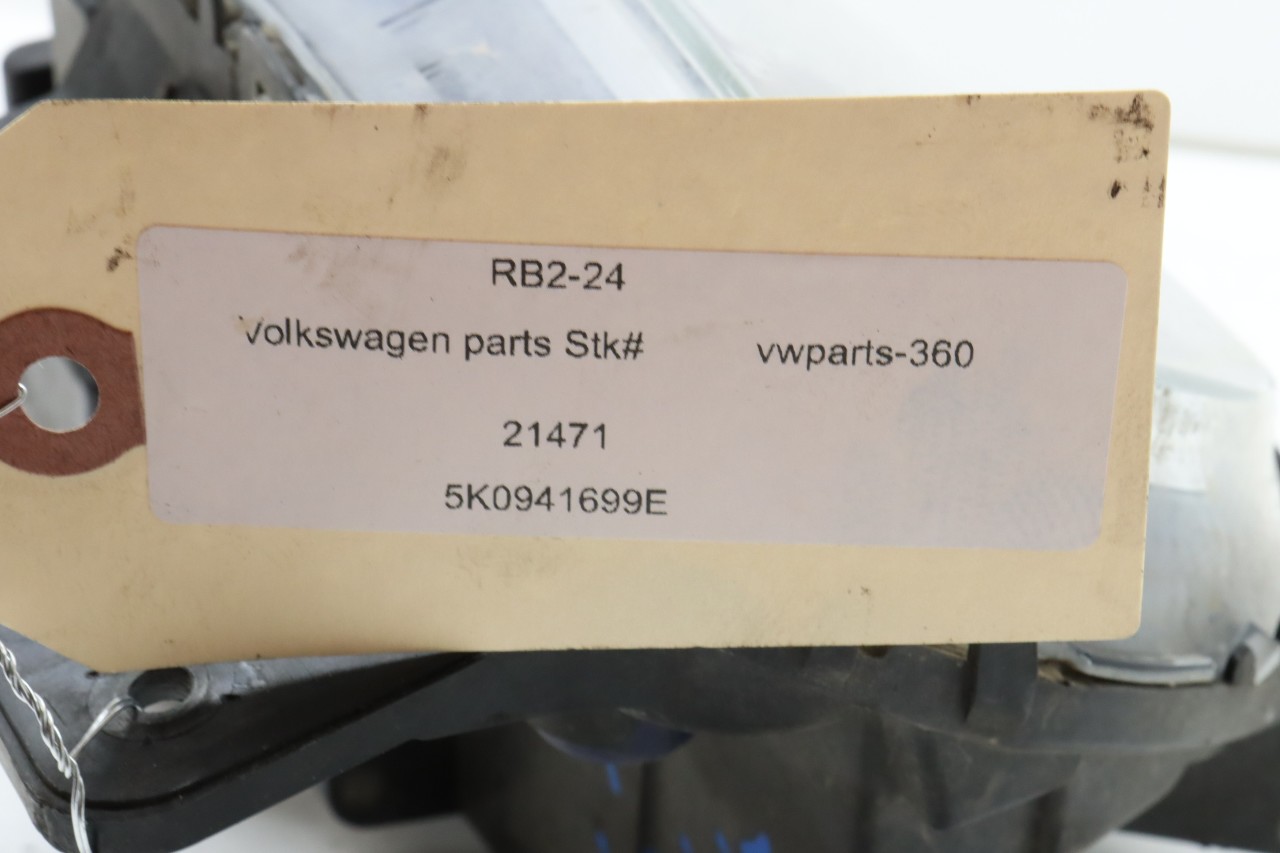 RB2-24
Volkswagen parts Stk# vwparts-360
21471
5K0941699E